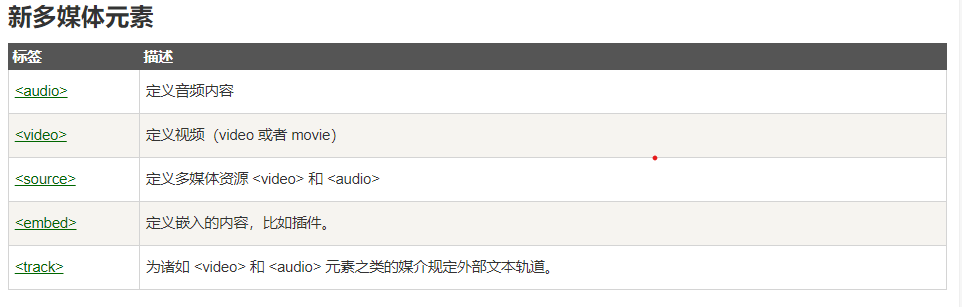 新多媒体元素
标签 描述
<audio> 定义音频内容
<video> 定义视频（video 或者 movie）
<source> 定义多媒体资源 <video> 和 <audio>
<embed> 定义嵌入的内容，比如插件。
<track> 为诸如 <video> 和 <audio> 元素之类的媒介规定外部文本轨道。